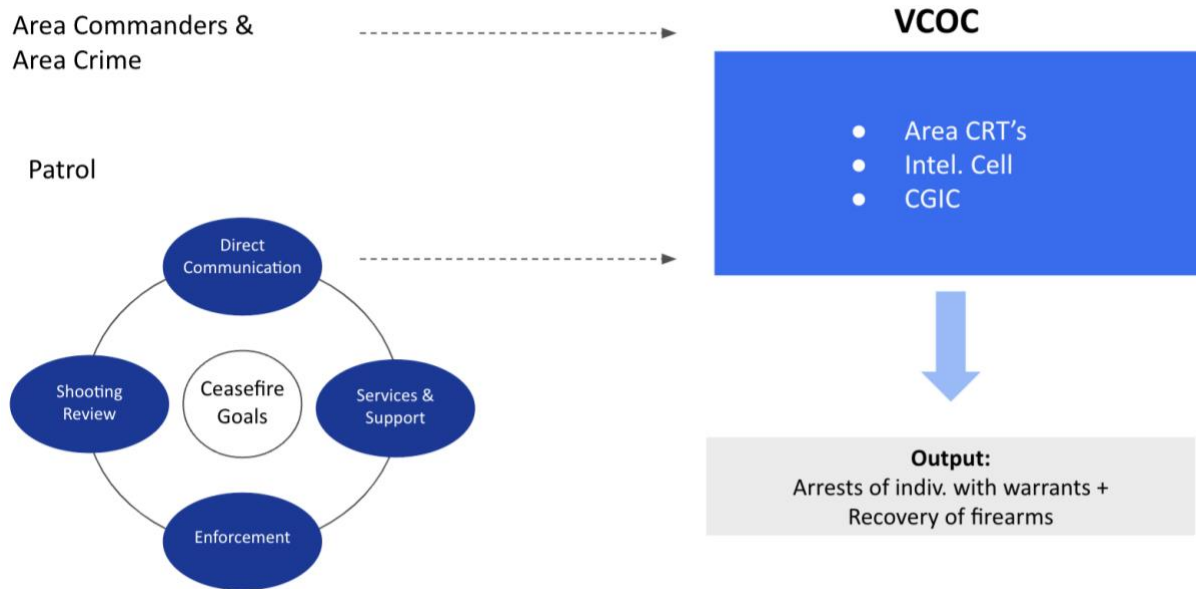 Area Commanders &
Area Crime
VCOC
● Area CRT's
● Intel. Cell
● CGIC
Patrol
Direct
Communication
Shooting
Review
Ceasefire
Goals
Services &
Support
Enforcement
Output:
Arrests of indiv. with warrants +
Recovery of firearms